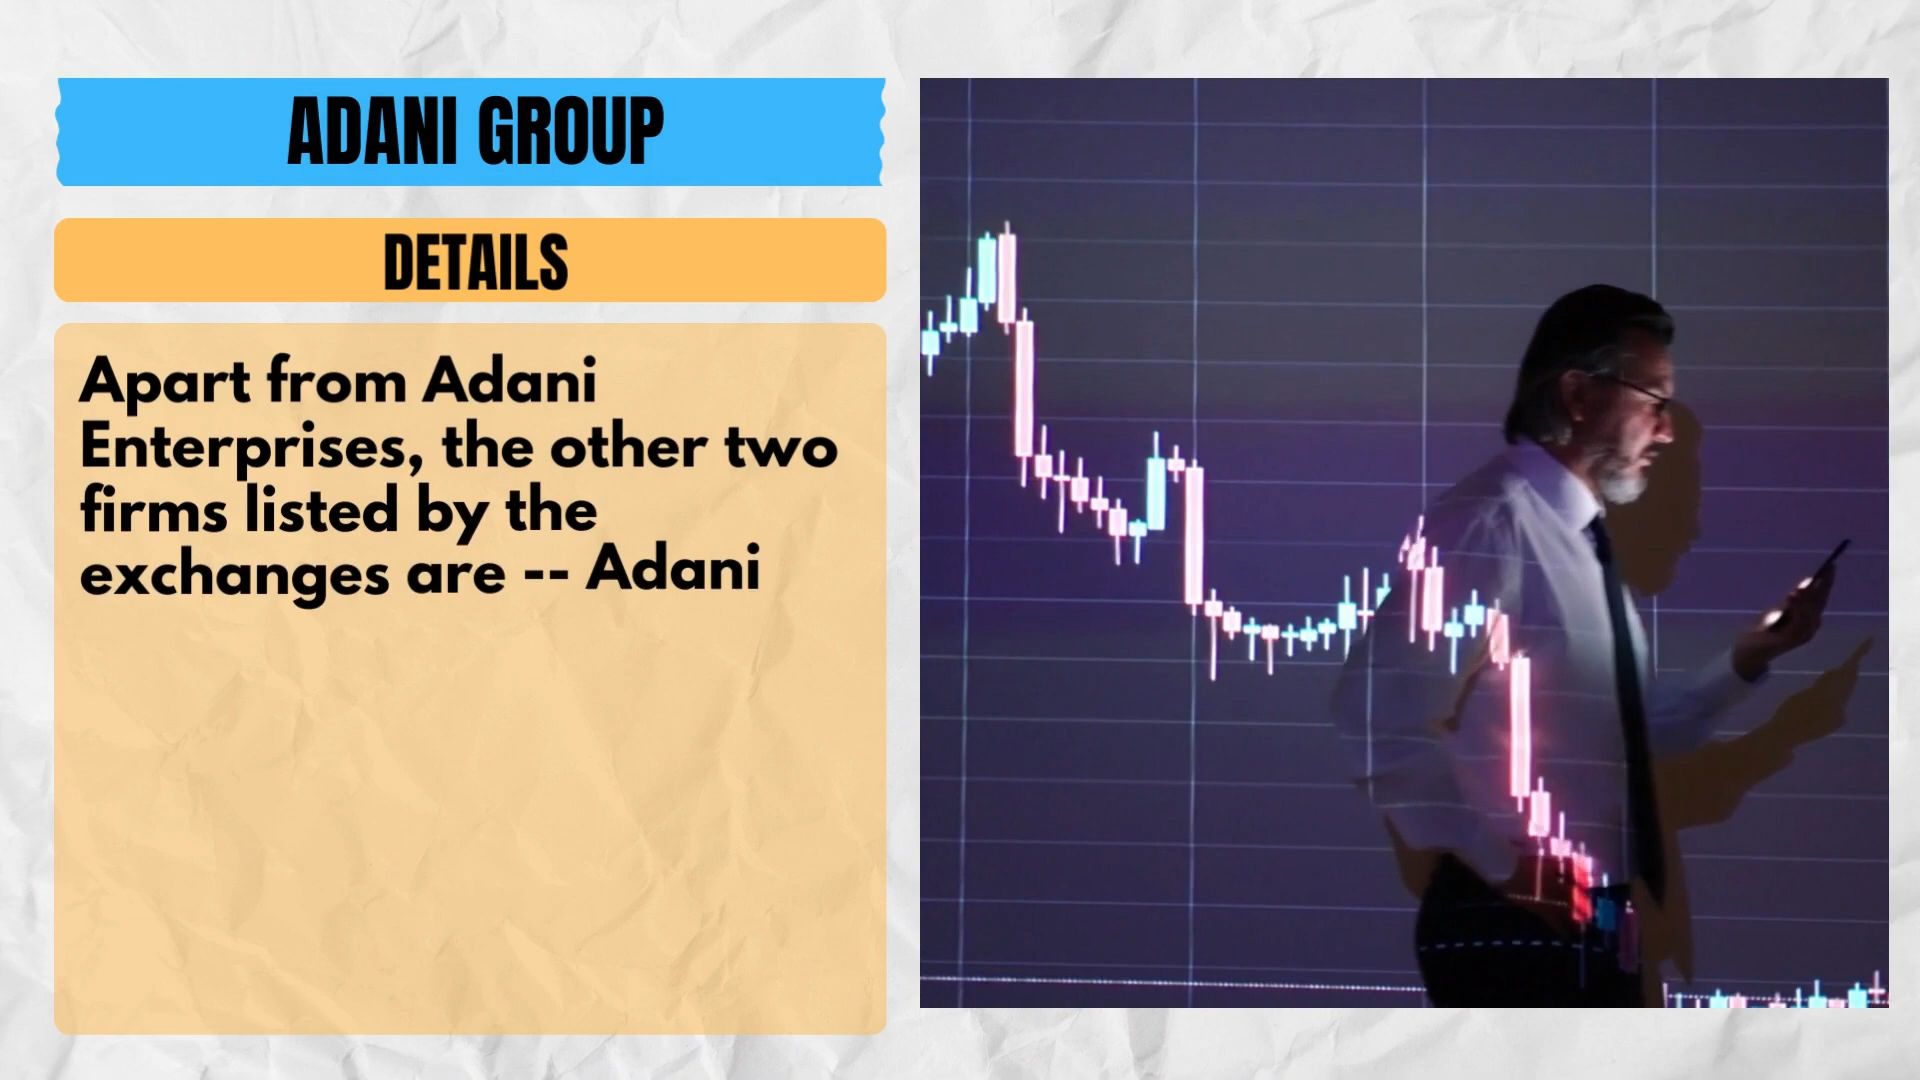 ADANI GROUP
DETAILS
Apart from Adani
Enterprises, the other two
firms listed by the
exchanges are -- Adani